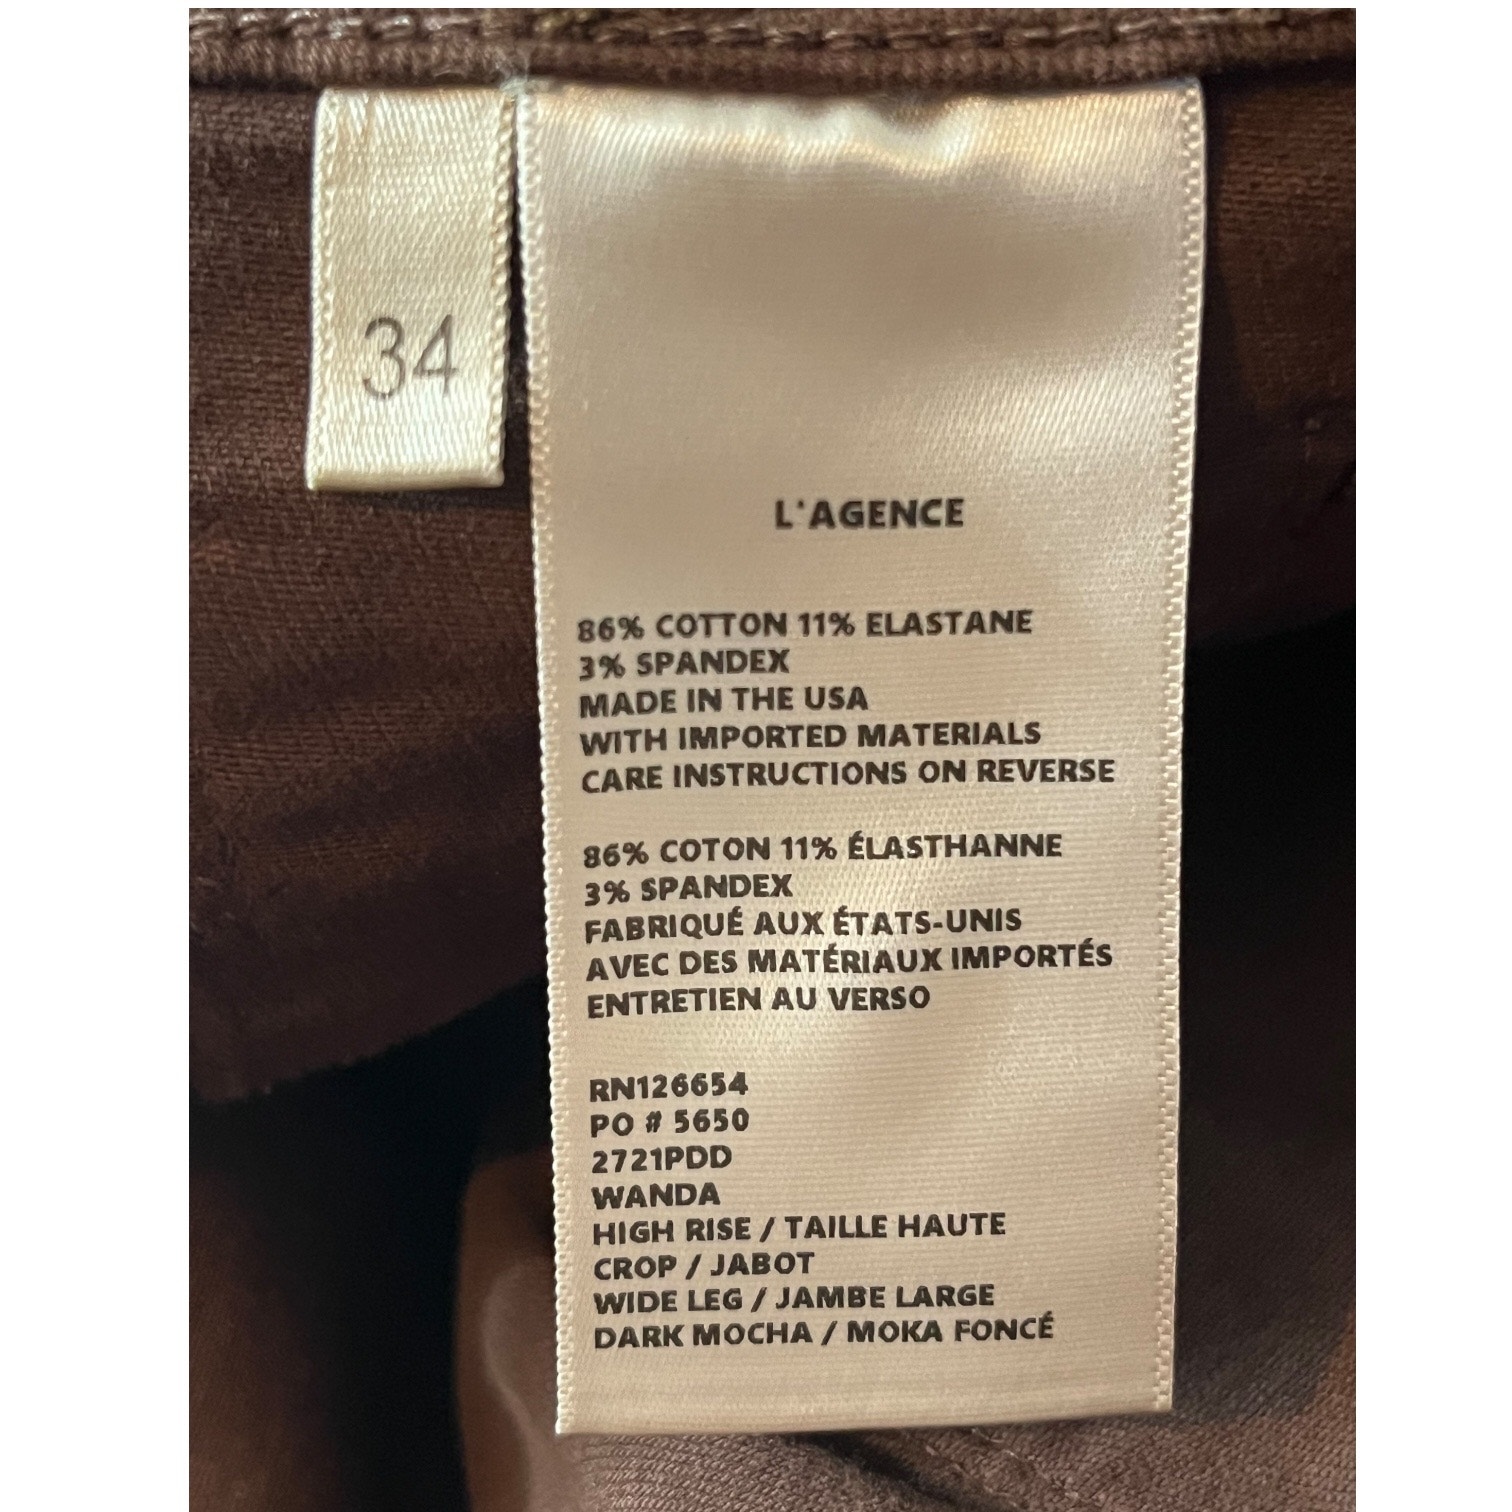 34
L'AGENCE
86% COTTON 11% ELASTANE
3% SPANDEX
MADE IN THE USA
WITH IMPORTED MATERIALS
CARE INSTRUCTIONS ON REVERSE
86% COTON 11% ÉLASTHANNE
3% SPANDEX
FABRIQUÉ AUX ÉTATS-UNIS
AVEC DES MATÉRIAUX IMPORTÉS
ENTRETIEN AU VERSO
RN126654
PO # 5650
2721PDD
WANDA
HIGH RISE / TAILLE HAUTE
CROP / JABOT
WIDE LEG / JAMBE LARGE
DARK MOCHA / MOKA FONCÉ